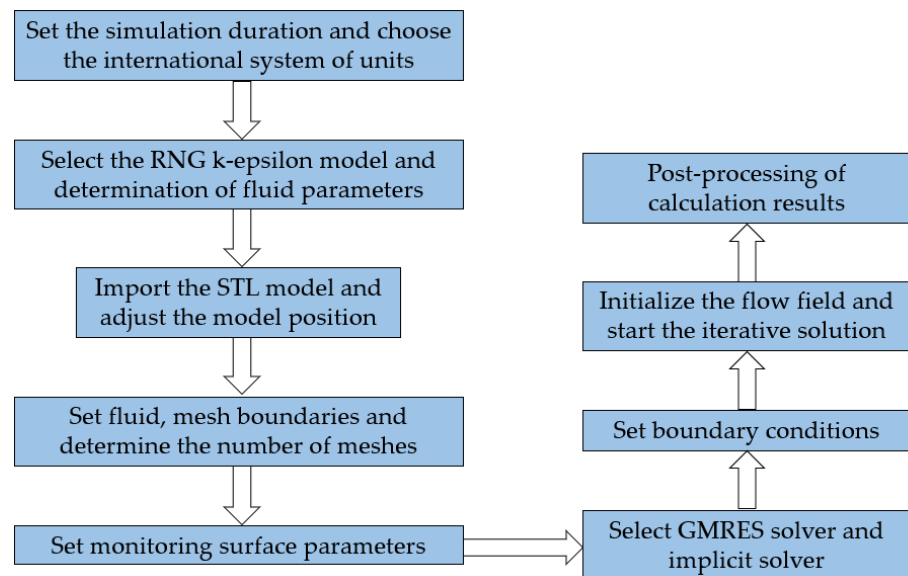 Set the simulation duration and choose
the international system of units
Select the RNG k-epsilon model and
determination of fluid parameters
Import the STL model and
adjust the model position
Set fluid, mesh boundaries and
determine the number of meshes
Set monitoring surface parameters
Select GMRES solver and
implicit solver
Set boundary conditions
Initialize the flow field and
start the iterative solution
Post-processing of
calculation results